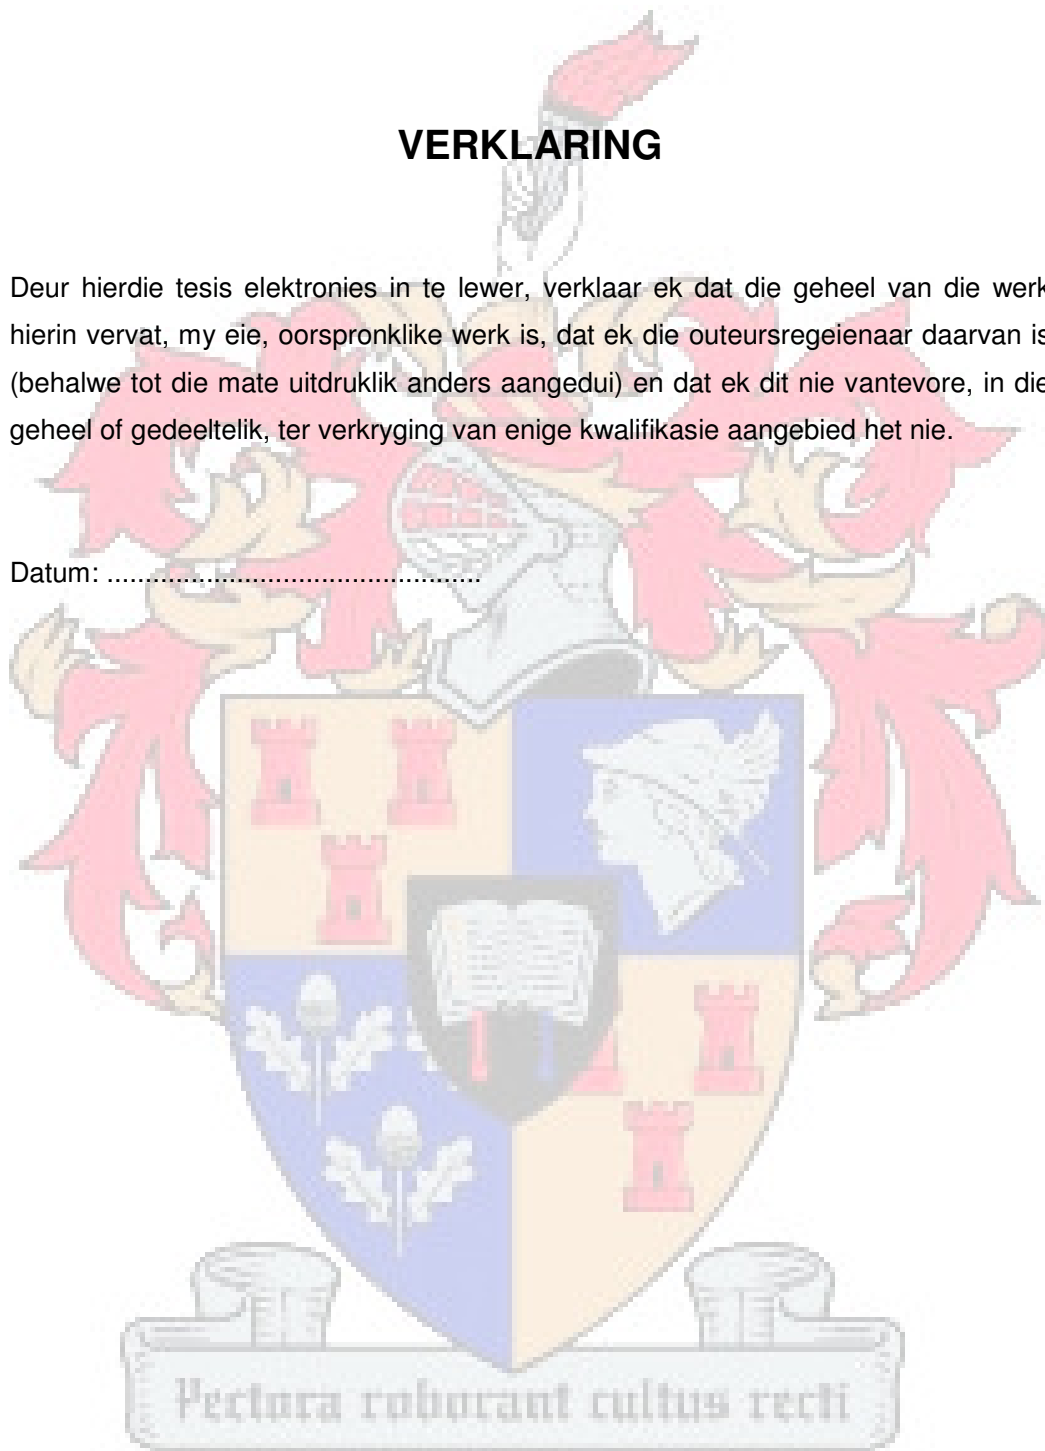 VERKLARING
Deur hierdie tesis elektronies in te lewer, verklaar ek dat die geheel van die werk
hierin vervat, my eie, oorspronklike werk is, dat ek die outeursregeienaar daarvan is
(behalwe tot die mate uitdruklik anders aangedui) en dat ek dit nie vantevore, in die
geheel of gedeeltelik, ter verkryging van enige kwalifikasie aangebied het nie.
Datum: .................................................
Pectora roborant cultus recti